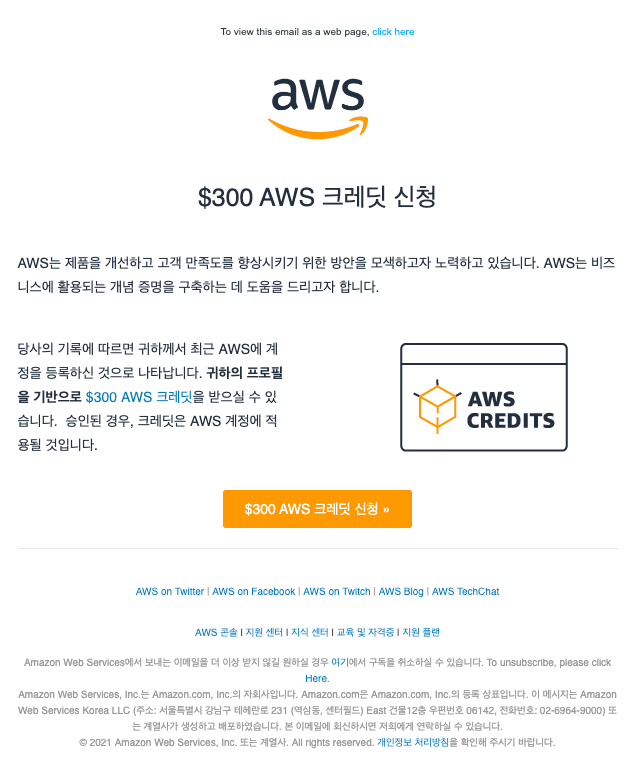 To view this email as a web page, click here
aws
$300 AWS 크레딧 신청
AWS는 제품을 개선하고 고객 만족도를 향상시키기 위한 방안을 모색하고자 노력하고 있습니다. AWS는 비즈
니스에 활용되는 개념 증명을 구축하는 데 도움을 드리고자 합니다.
당사의 기록에 따르면 귀하께서 최근 AWS에 계
정을 등록하신 것으로 나타납니다. 귀하의 프로필
을 기반으로 $300 AWS 크레딧을 받으실 수 있
습니다. 승인된 경우, 크레딧은 AWS 계정에 적
용될 것입니다.
AWS
CREDITS
$300 AWS 크레딧 신청 »
AWS on Twitter | AWS on Facebook | AWS on Twitch | AWS Blog | AWS TechChat
AWS 콘솔 I 지원 센터 I 지식 센터 I 교육 및 자격증 I 지원 플랜
Amazon Web Services에서 보내는 이메일을 더 이상 받지 않길 원하실 경우 여기에서 구독을 취소하실 수 있습니다. To unsubscribe, please click
Here.
Amazon Web Services, Inc.는 Amazon.com, Inc.의 자회사입니다. Amazon.com은 Amazon.com, Inc.의 등록 상표입니다. 이 메시지는 Amazon
Web Services Korea LLC (주소: 서울특별시 강남구 테헤란로 231 (역삼동, 센터필드) East 건물12층 우편번호 06142, 전화번호: 02-6964-9000) 또
는 계열사가 생성하고 배포하였습니다. 본 이메일에 회신하시면 저희에게 연락하실 수 있습니다.
© 2021 Amazon Web Services, Inc. 또는 계열사. All rights reserved. 개인정보 처리방침을 확인해 주시기 바랍니다.